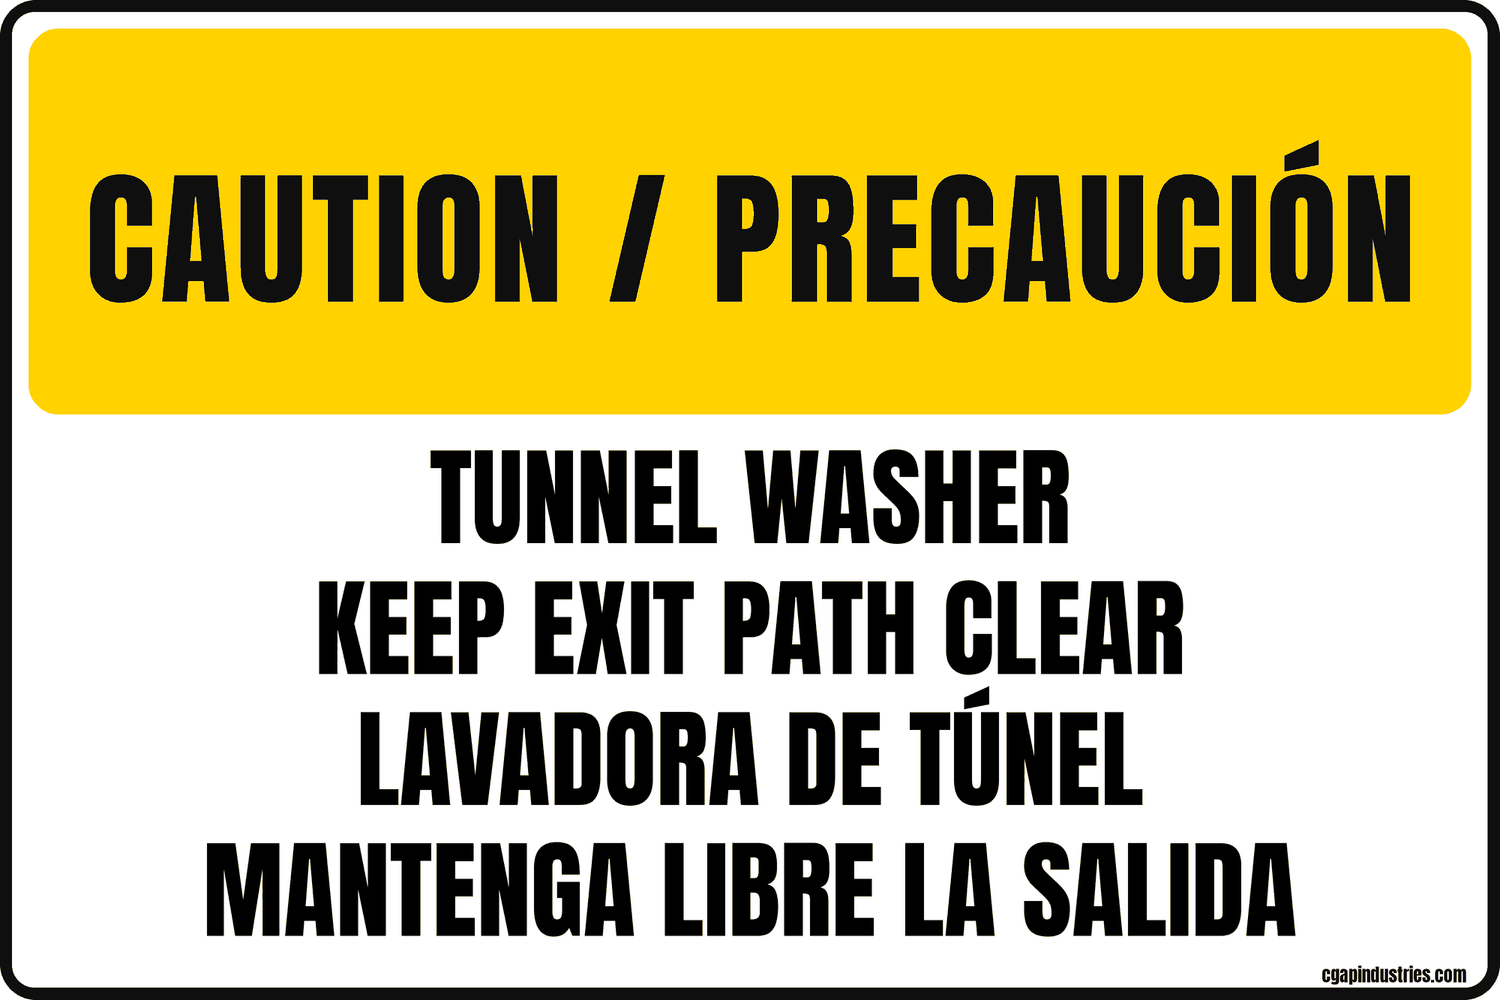 CAUTION / PRECAUCIÓN
TUNNEL WASHER
KEEP EXIT PATH CLEAR
LAVADORA DE TÚNEL
MANTENGA LIBRE LA SALIDA
cgapindustries.com